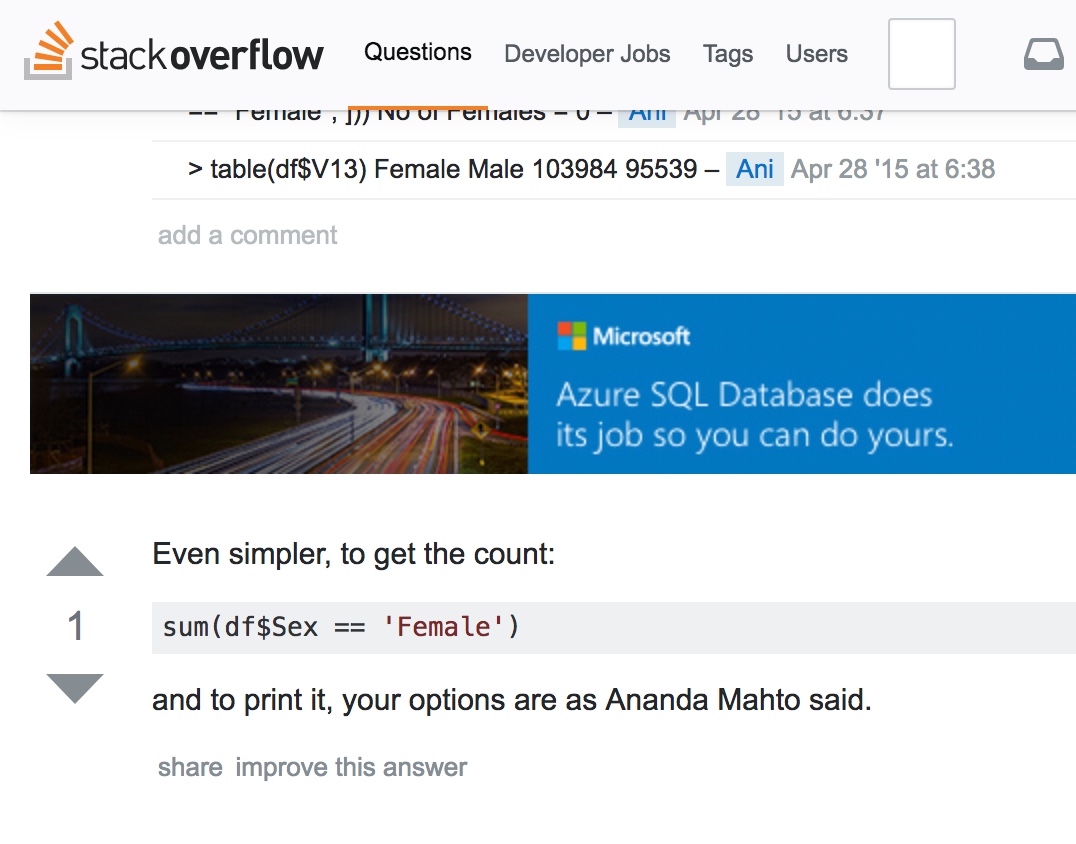 stackoverflow Questions Developer Jobs Tags Users
== "Female", ])) No of Females = 0 – Ani Apr 28 '15 at 6:37
> table(df$V13) Female Male 103984 95539 – Ani Apr 28 '15 at 6:38
add a comment
Microsoft
Azure SQL Database does
its job so you can do yours.
Even simpler, to get the count:
1
sum(df$Sex == 'Female')
and to print it, your options are as Ananda Mahto said.
share improve this answer